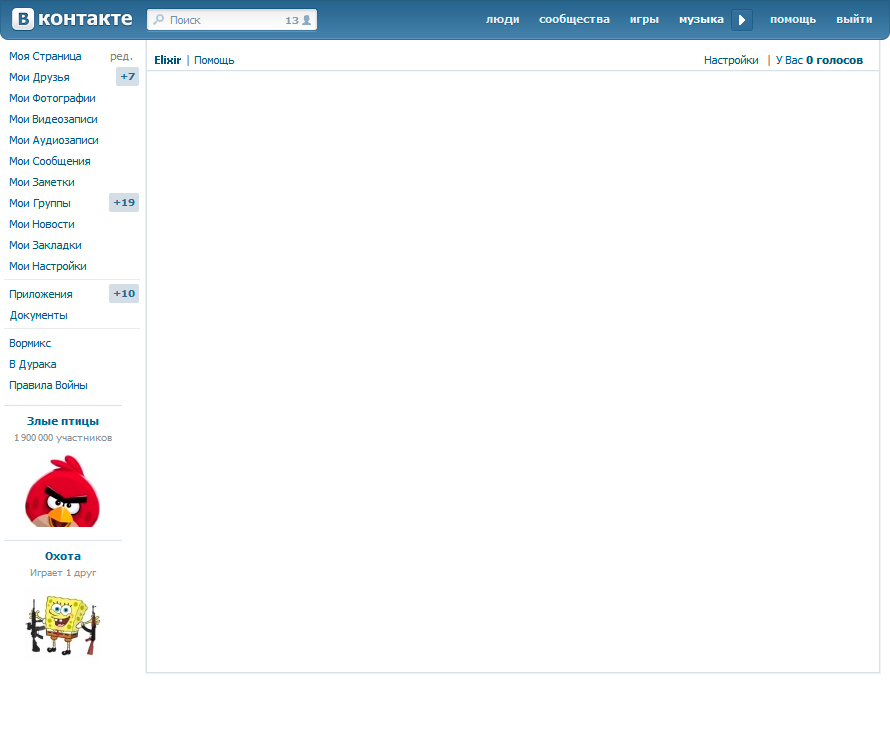 В контакте Поиск 13 люди сообщества игры музыка помощь выйти
Моя Страница ред.
Мои Друзья +7
Мои Фотографии
Мои Видеозаписи
Мои Аудиозаписи
Мои Сообщения
Мои Заметки
Мои Группы +19
Мои Новости
Мои Закладки
Мои Настройки
Приложения +10
Документы
Вормикс
В Дурака
Правила Войны
Злые птицы
1 900 000 участников
Охота
Играет 1 друг
Elixir | Помощь Настройки | У Вас 0 голосов